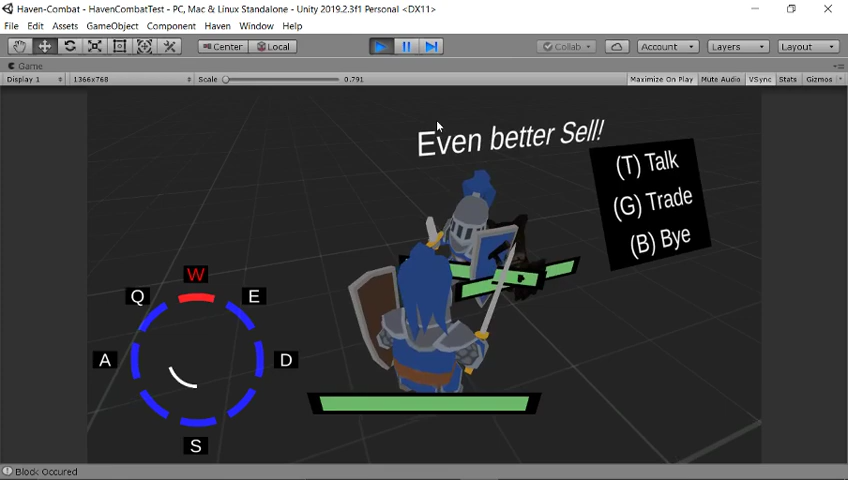 Haven-Combat - HavenCombatTest - PC, Mac & Linux Standalone - Unity 2019.2.3f1 Personal <DX11>
File Edit Assets GameObject Component Haven Window Help
Center Local Collab Account Layers Layout
Game
Display 1 1366x768 Scale 0.791 Maximize On Play Mute Audio VSync Stats Gizmos
Even better Sell!
(T) Talk
(G) Trade
(B) Bye
W
Q E
A D
S
Block Occured